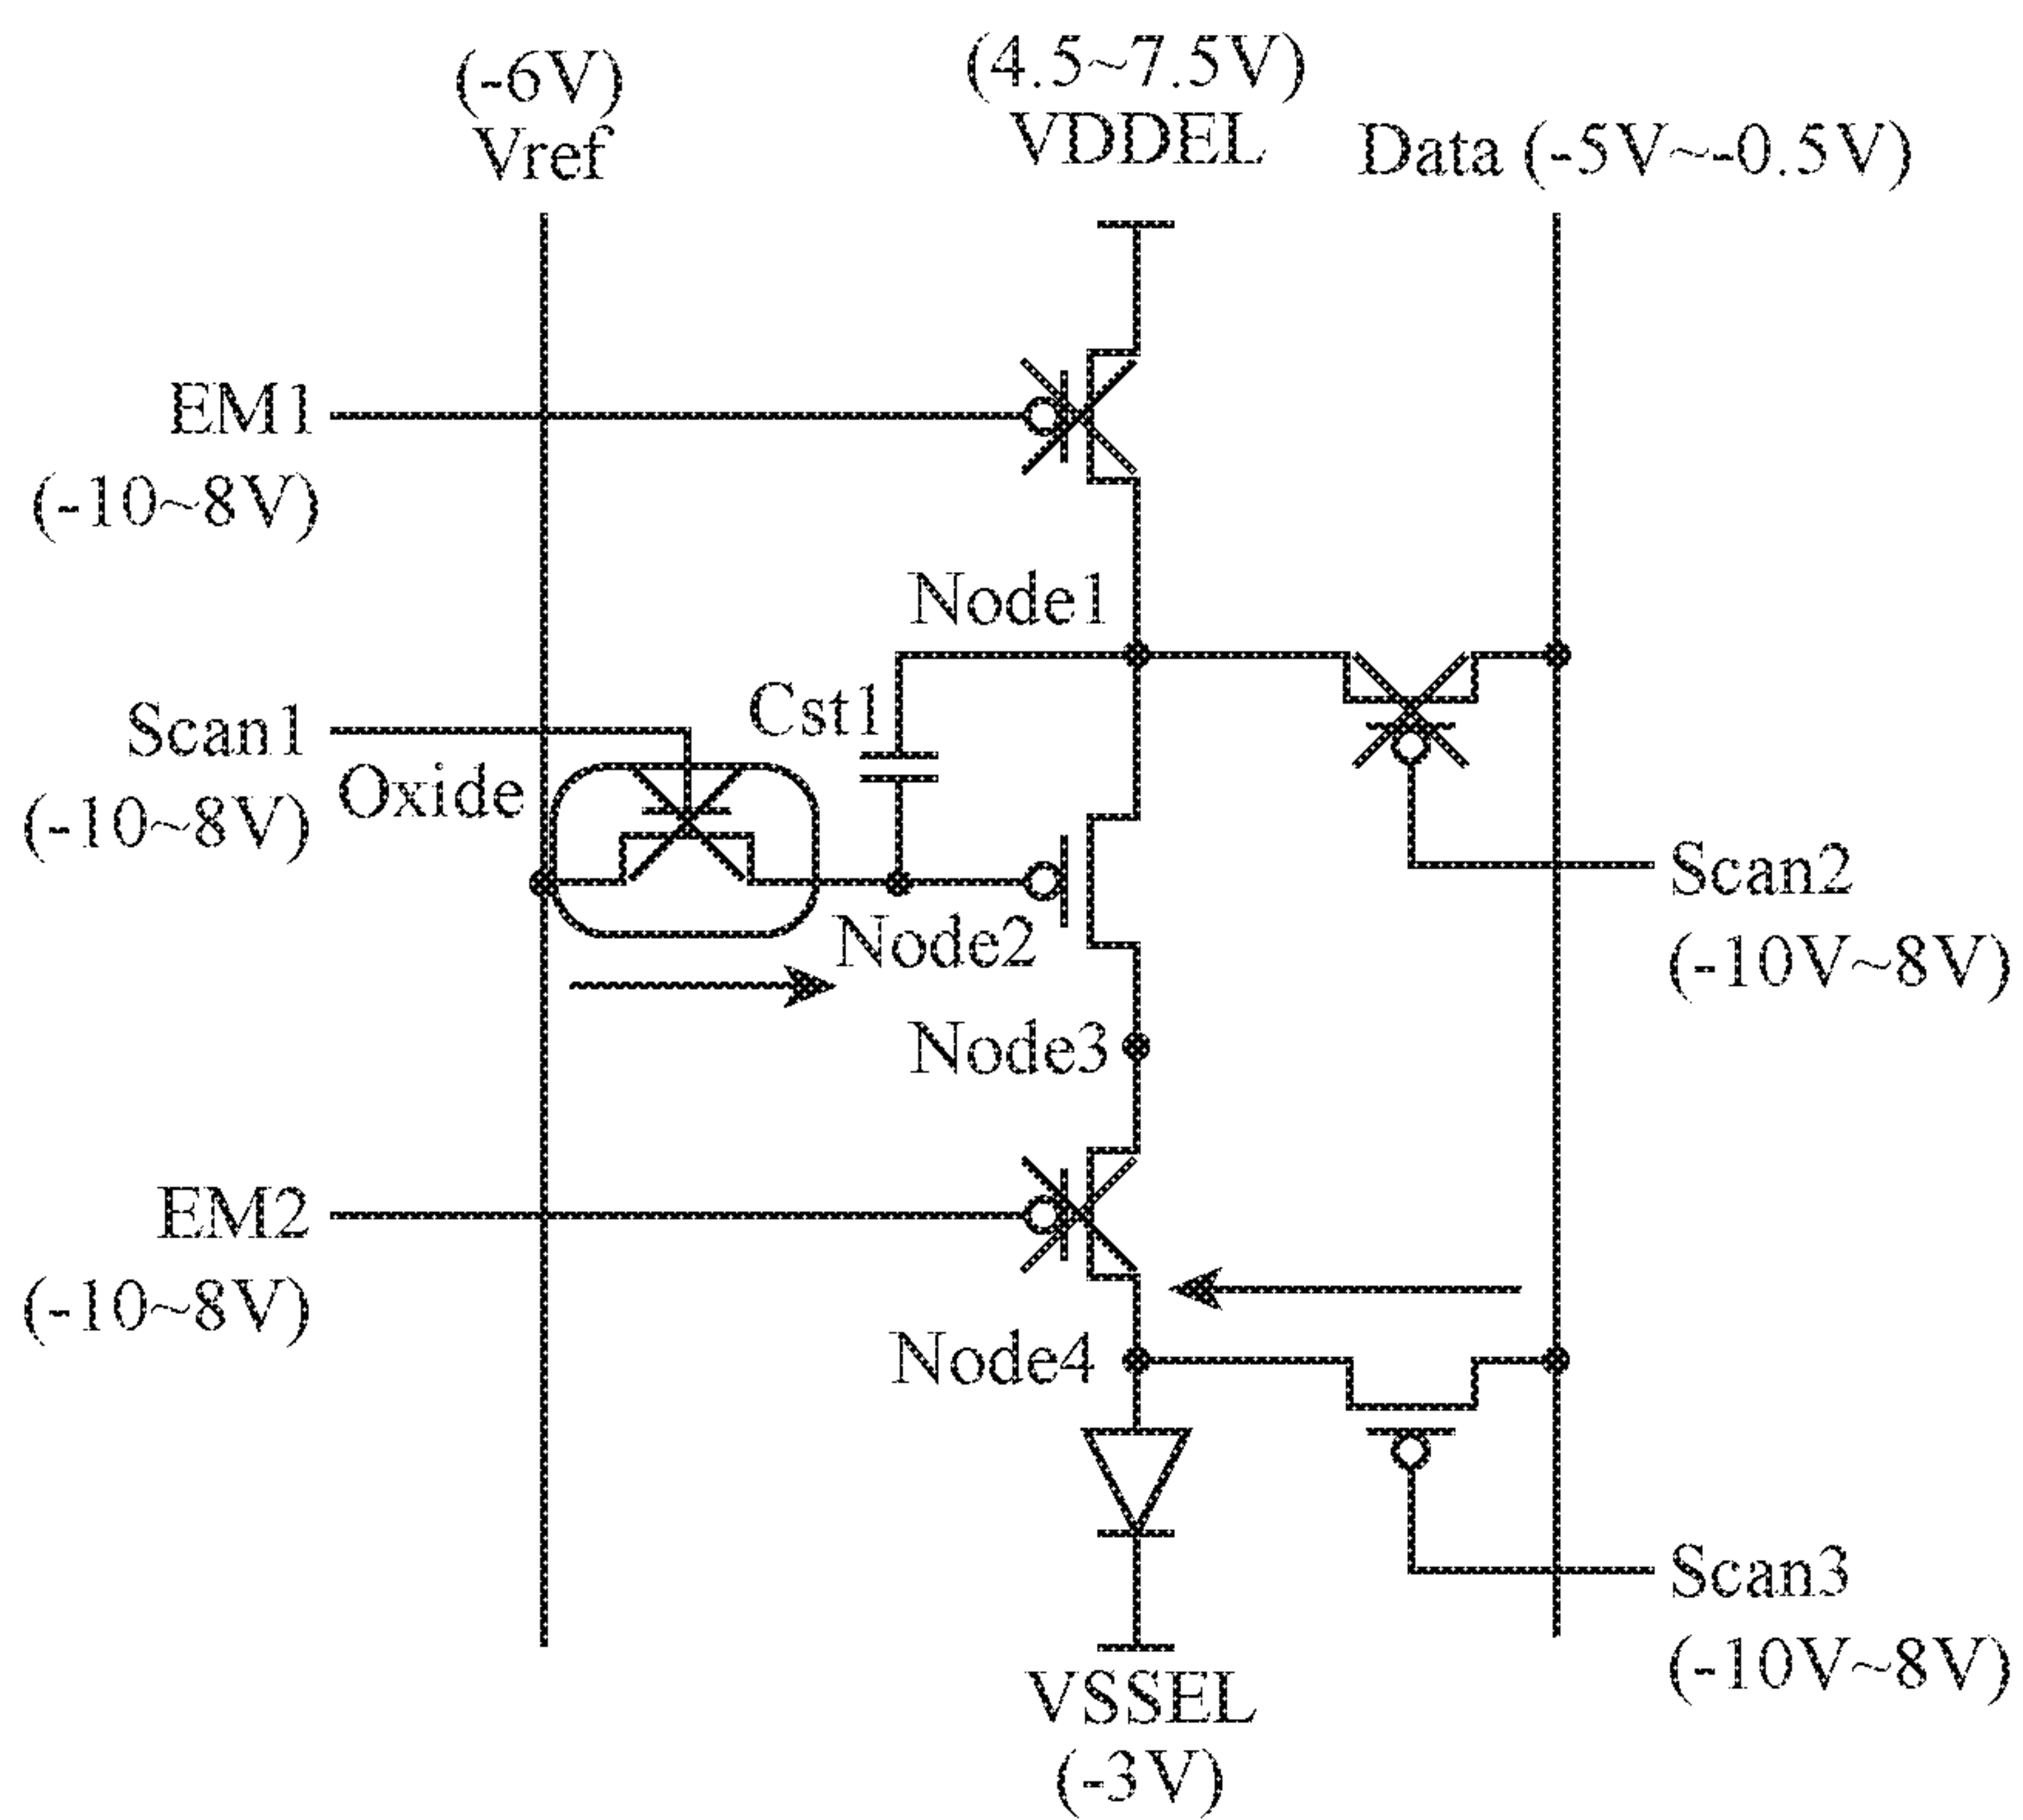 (-6V)
Vref
(4.5~7.5V)
VDDEL
Data (-5V~-0.5V)
EM1
(-10~8V)
Node1
Scan1
(-10~8V)
Oxide
Cst1
Node2
Scan2
(-10V~8V)
Node3
EM2
(-10~8V)
Node4
Scan3
(-10V~8V)
VSSEL
(-3V)